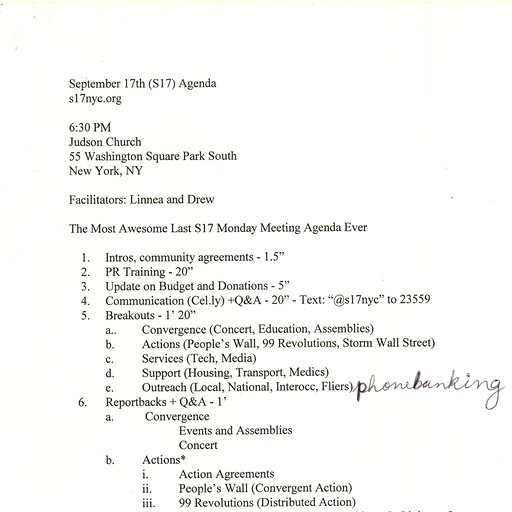 September 17th (S17) Agenda
s17nyc.org
6:30 PM
Judson Church
55 Washington Square Park South
New York, NY
Facilitators: Linnea and Drew
The Most Awesome Last S17 Monday Meeting Agenda Ever
1. Intros, community agreements - 1.5”
2. PR Training - 20”
3. Update on Budget and Donations - 5”
4. Communication (Cel.ly) +Q&A - 20” - Text: “@s17nyc” to 23559
5. Breakouts - 1’ 20”
a.. Convergence (Concert, Education, Assemblies)
b. Actions (People’s Wall, 99 Revolutions, Storm Wall Street)
c. Services (Tech, Media)
d. Support (Housing, Transport, Medics)
e. Outreach (Local, National, Interocc, Fliers) phonebanking
6. Reportbacks + Q&A - 1’
a. Convergence
Events and Assemblies
Concert
b. Actions*
i. Action Agreements
ii. People’s Wall (Convergent Action)
iii. 99 Revolutions (Distributed Action)